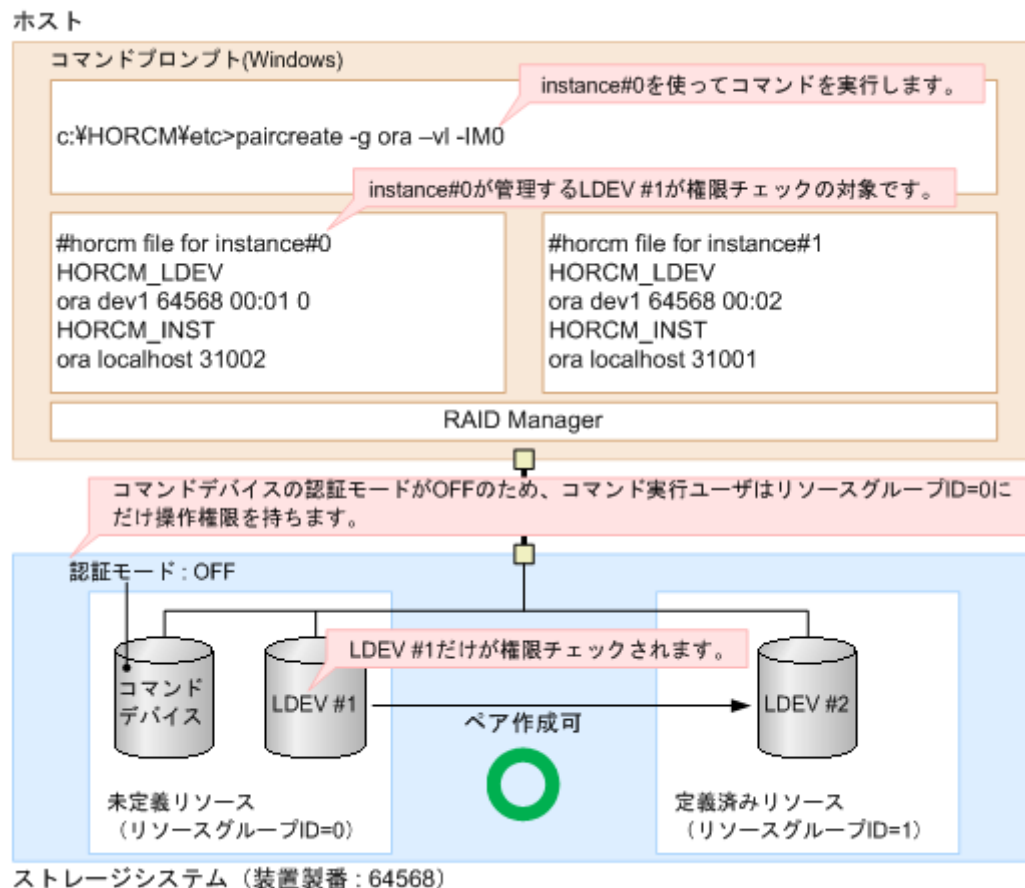 ホスト
コマンドプロンプト(Windows)
instance#0を使ってコマンドを実行します。
c:¥HORCM¥etc>paircreate -g ora –vl -IM0
instance#0が管理するLDEV #1が権限チェックの対象です。
#horcm file for instance#0
HORCM_LDEV
ora dev1 64568 00:01 0
HORCM_INST
ora localhost 31002
#horcm file for instance#1
HORCM_LDEV
ora dev1 64568 00:02
HORCM_INST
ora localhost 31001
RAID Manager
コマンドデバイスの認証モードがOFFのため、コマンド実行ユーザはリソースグループID=0に
だけ操作権限を持ちます。
認証モード : OFF
LDEV #1だけが権限チェックされます。
コマンド
デバイス
LDEV #1
LDEV #2
ペア作成可
未定義リソース
（リソースグループID=0）
定義済みリソース
（リソースグループID=1）
ストレージシステム（装置製番 : 64568）